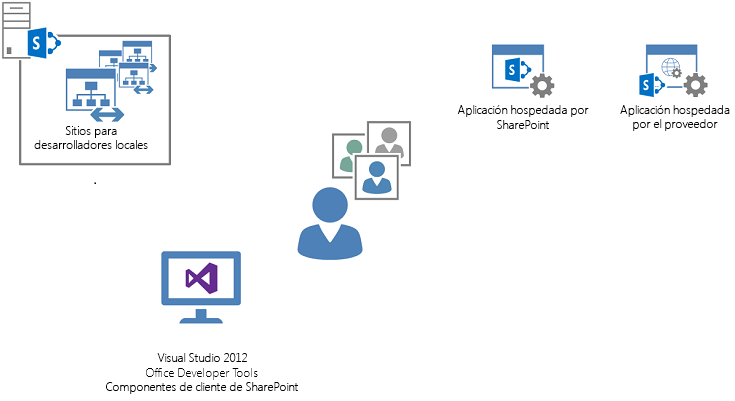 Sitios para
desarrolladores locales
Aplicación hospedada por
SharePoint
Aplicación hospedada
por el proveedor
Visual Studio 2012
Office Developer Tools
Componentes de cliente de SharePoint